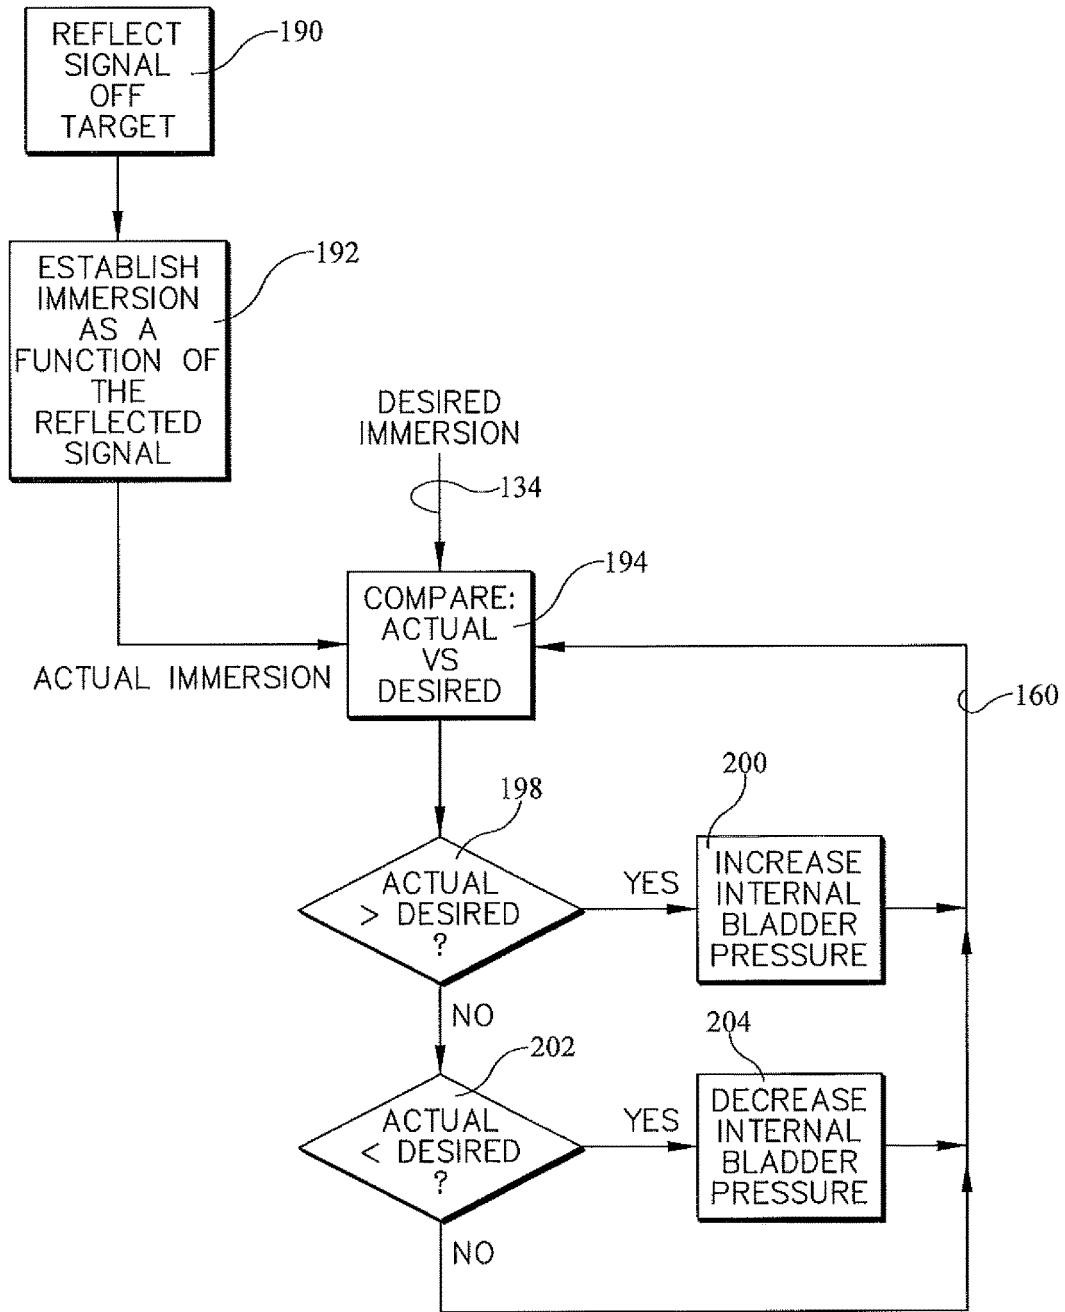 REFLECT
SIGNAL
OFF
TARGET
190
ESTABLISH
IMMERSION
AS A
FUNCTION OF
THE
REFLECTED
SIGNAL
192
DESIRED
IMMERSION
134
COMPARE:
ACTUAL
VS
DESIRED
194
ACTUAL IMMERSION
160
198
ACTUAL
> DESIRED
?
YES
200
INCREASE
INTERNAL
BLADDER
PRESSURE
NO
202
ACTUAL
< DESIRED
?
YES
204
DECREASE
INTERNAL
BLADDER
PRESSURE
NO